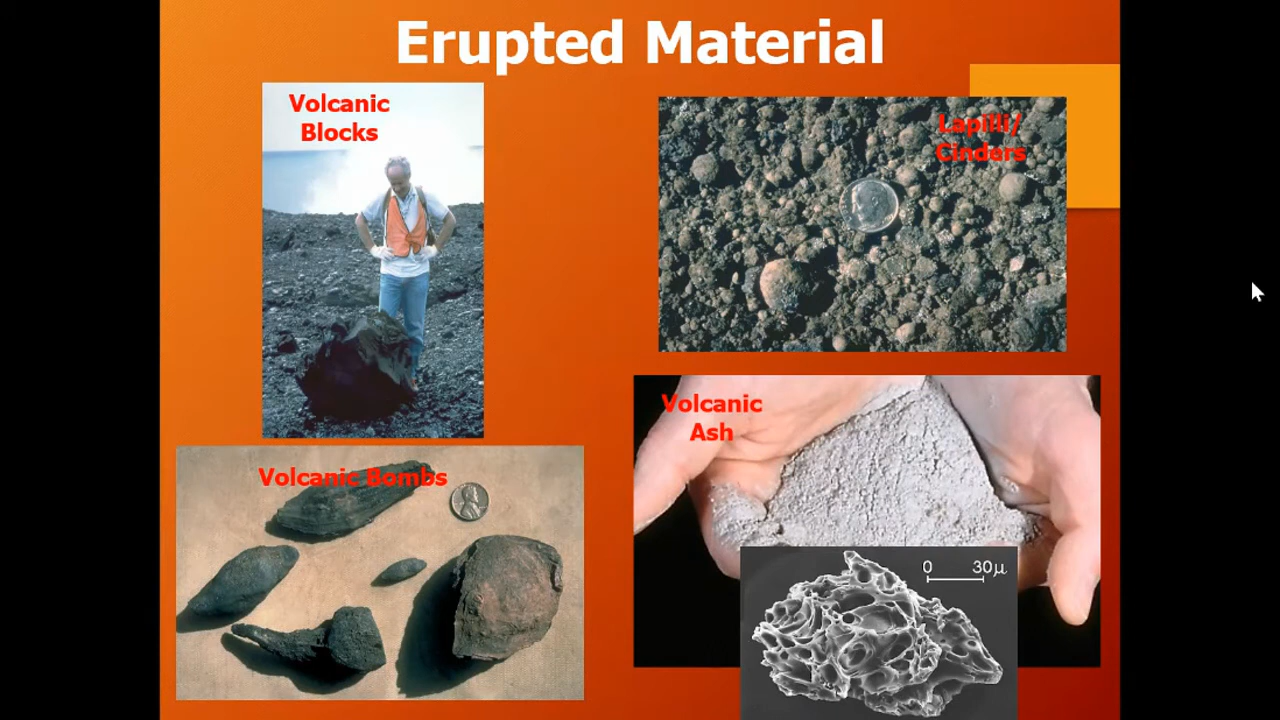 Erupted Material
Volcanic
Blocks
Lapilli/
Cinders
Volcanic
Ash
Volcanic Bombs
0 30µ